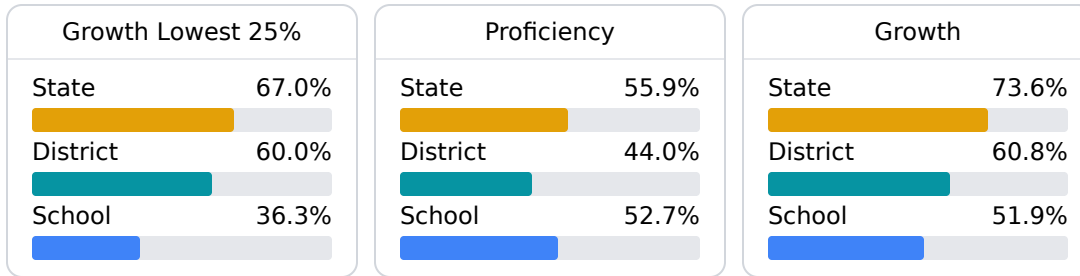 Growth Lowest 25%
State 67.0%
District 60.0%
School 36.3%
Proficiency
State 55.9%
District 44.0%
School 52.7%
Growth
State 73.6%
District 60.8%
School 51.9%